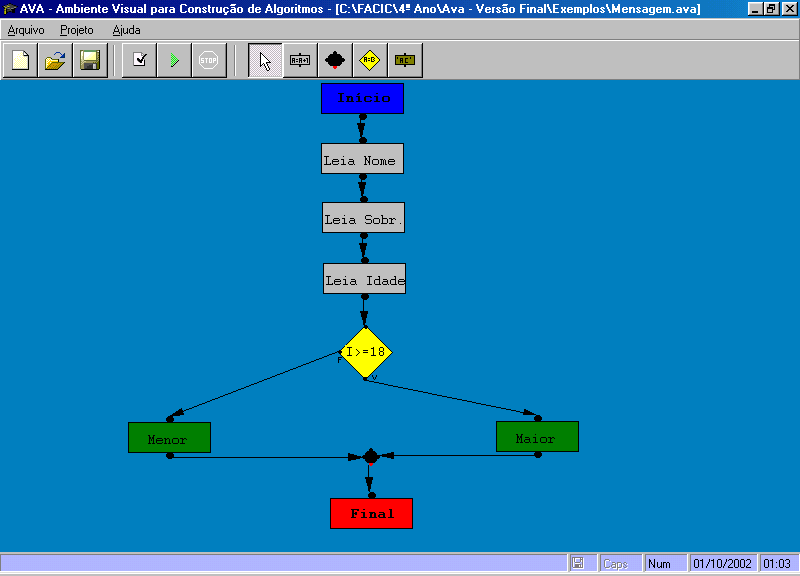 AVA - Ambiente Visual para Construção de Algoritmos - [C:\FACIC\4º Ano\Ava - Versão Final\Exemplos\Mensagem.ava]
Arquivo Projeto Ajuda
STOP A:=A+1 A=B 'ABC'
Início
Leia Nome
Leia Sobr.
Leia Idade
I>=18
F
V
Menor
Maior
Final
Caps Num 01/10/2002 01:03